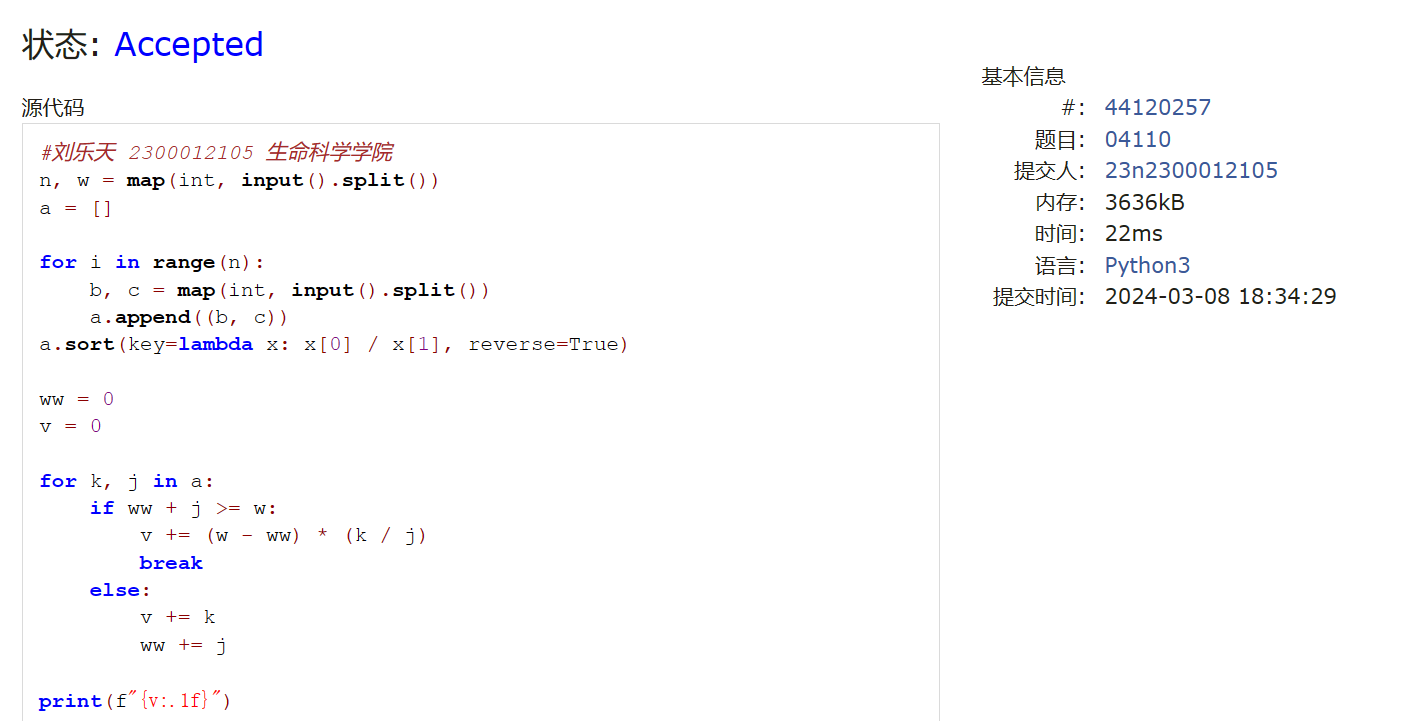 状态: Accepted
源代码
#刘乐天 2300012105 生命科学学院
n, w = map(int, input().split())
a = []
for i in range(n):
    b, c = map(int, input().split())
    a.append((b, c))
a.sort(key=lambda x: x[0] / x[1], reverse=True)
ww = 0
v = 0
for k, j in a:
    if ww + j >= w:
        v += (w - ww) * (k / j)
        break
    else:
        v += k
        ww += j
print(f"{v:.1f}")
基本信息
#: 44120257
题目: 04110
提交人: 23n2300012105
内存: 3636kB
时间: 22ms
语言: Python3
提交时间: 2024-03-08 18:34:29